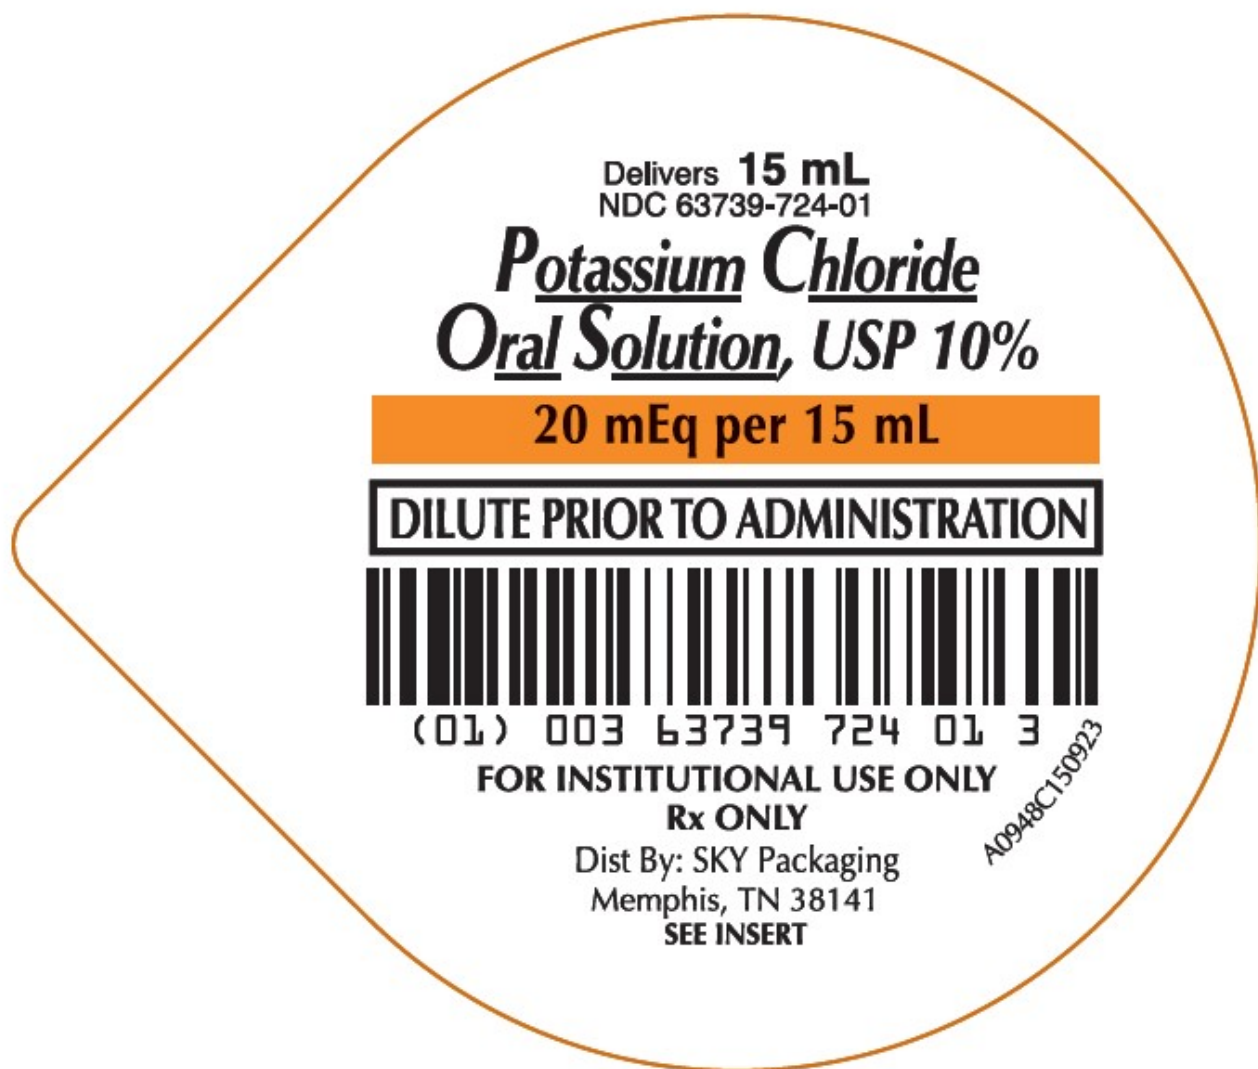 Delivers 15 mL
NDC 63739-724-01
Potassium Chloride
Oral Solution, USP 10%
20 mEq per 15 mL
DILUTE PRIOR TO ADMINISTRATION
(01) 003 63739 724 01 3
FOR INSTITUTIONAL USE ONLY
Rx ONLY
Dist By: SKY Packaging
Memphis, TN 38141
SEE INSERT
A0948C150923